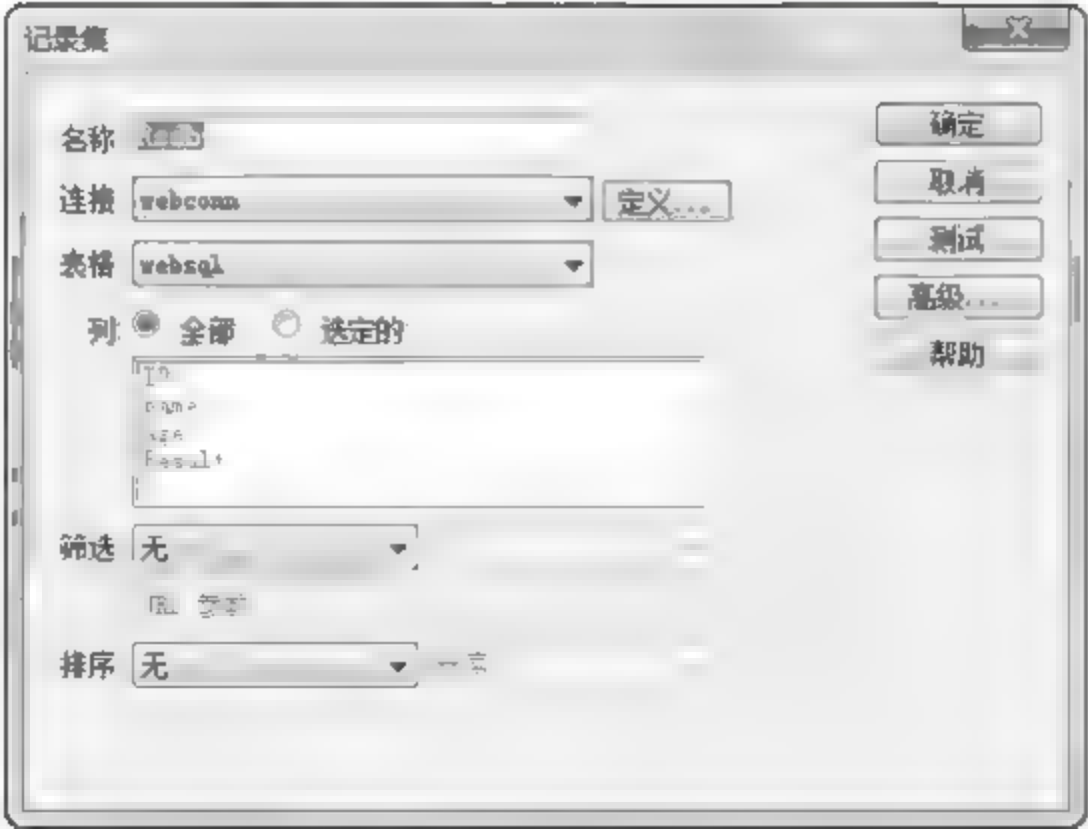 记录集
名称
确定
连接 webconn 定义...
取消
表格 websql
测试
列: 全部 选定的
高级...
帮助
ID
name
Result
筛选 无
排序 无